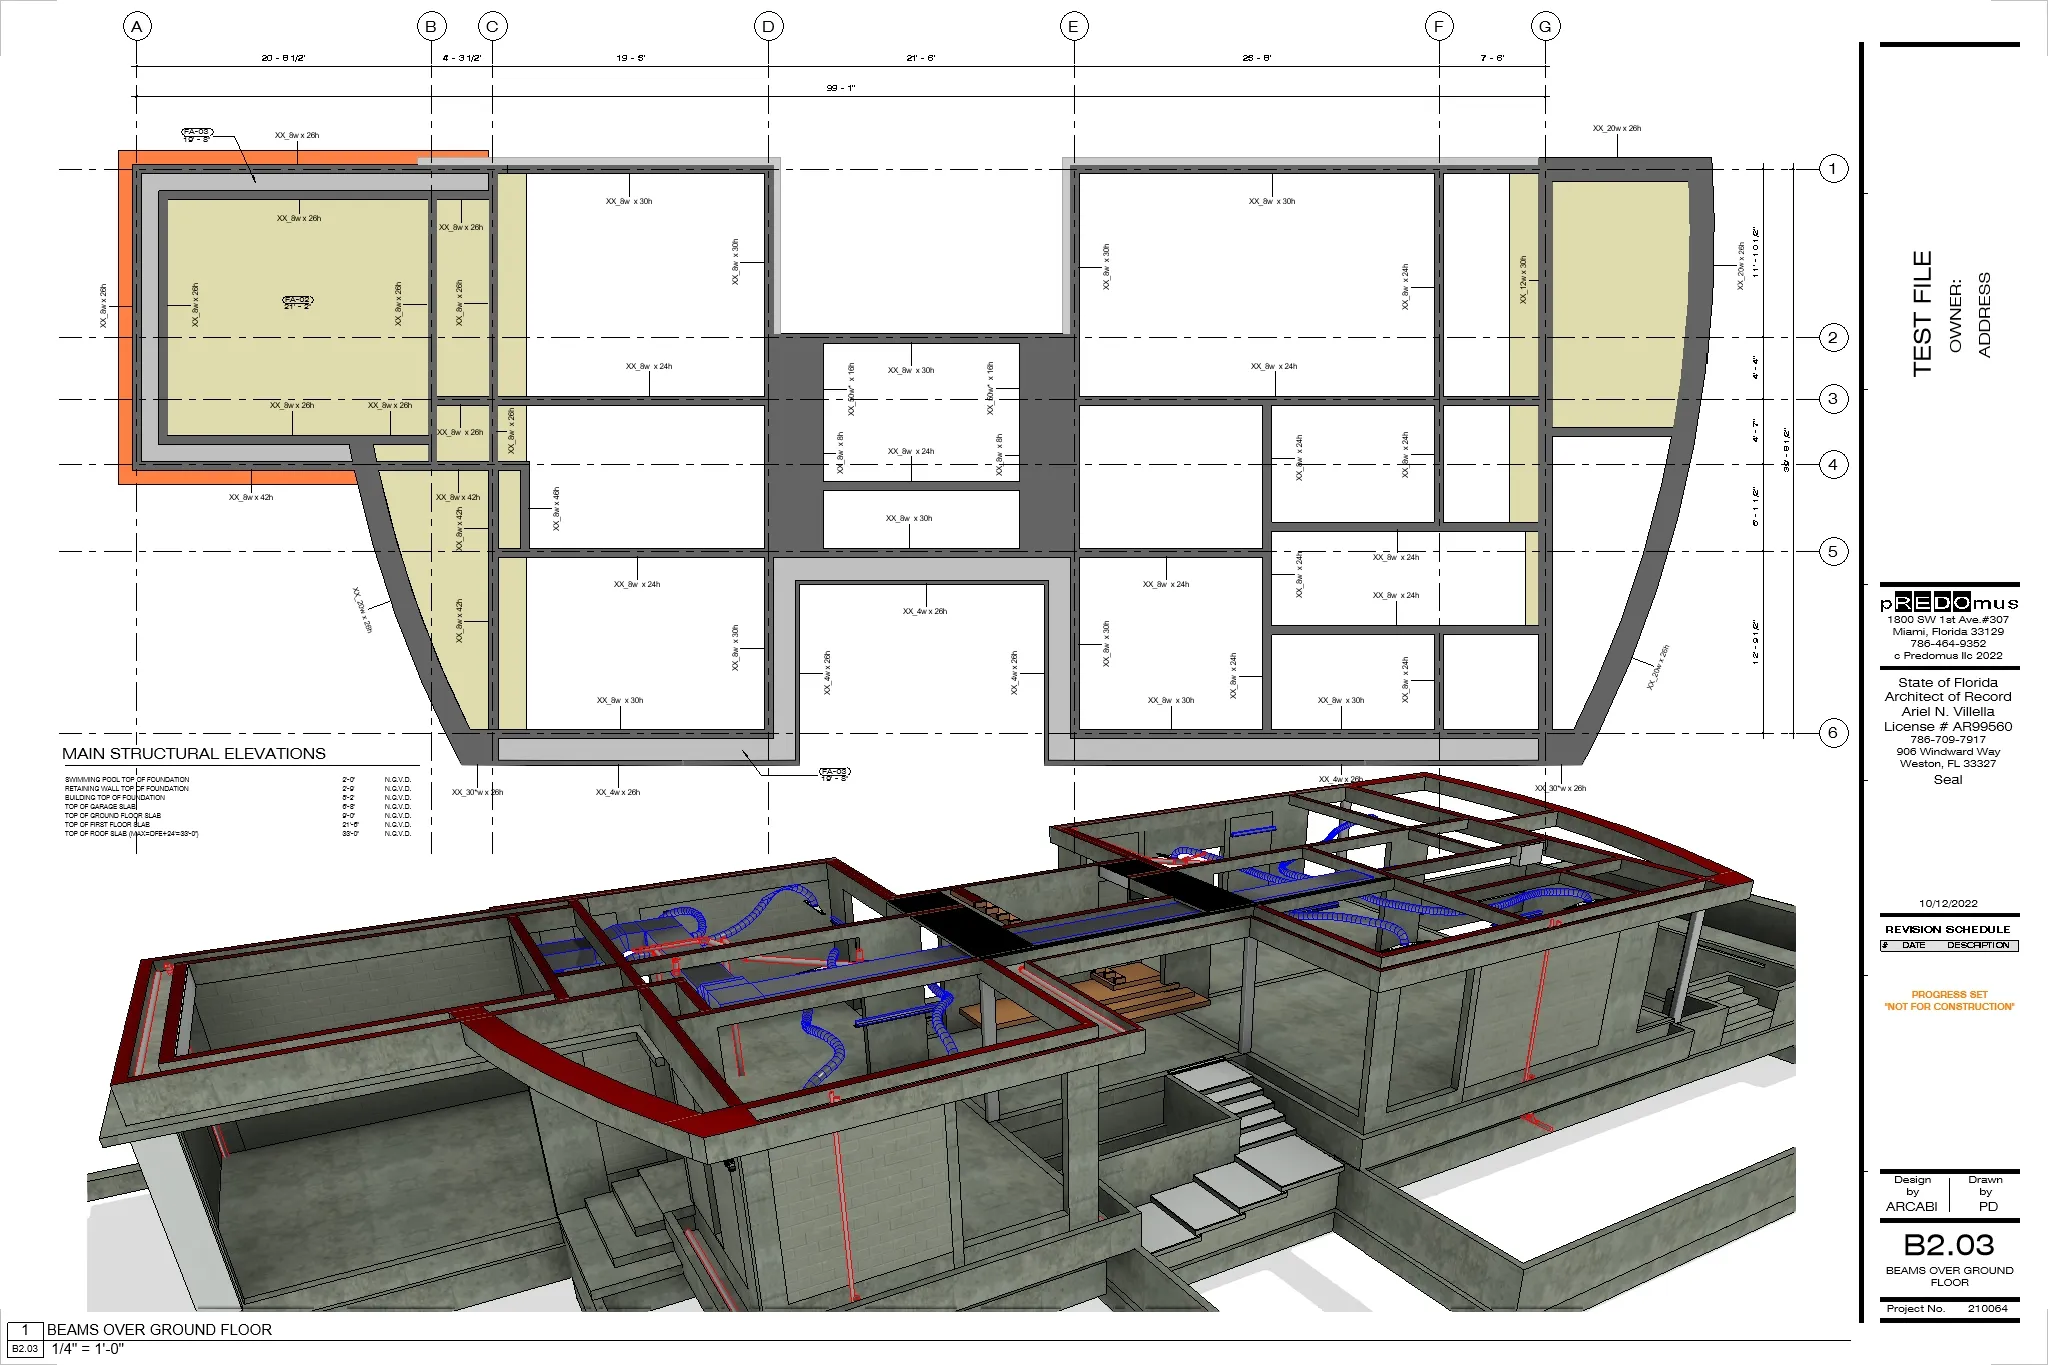 A B C D E F G
20 - 8 1/2" 4 - 3 1/2" 19 - 6" 21' - 6" 25 - 8' 7 - 6'
99 - 1"
XX_20w x 26h
FA-03
19' - 8"
XX_8w x 26h
1
XX_8w x 26h
XX_8w x 26h
XX_8w x 30h
XX_8w x 30h
XX_8w x 30h
XX_8w x 30h
XX_8w x 24h
XX_12w x 30h
XX_20w x 26h
11' - 10 1/2"
XX_8w x 26h
XX_8w x 26h
FA-02
21' - 2"
XX_8w x 26h
XX_8w x 26h
2
XX_8w x 24h
XX_8w x 30h
XX_50w" x 16h
XX_60w" x 16h
XX_8w x 24h
4' - 4"
3
XX_8w x 26h
XX_8w x 26h
XX_8w x 26h
XX_8w x 26h
XX_8w x 8h
XX_8w x 24h
XX_8w x 8h
XX_8w x 24h
XX_8w x 24h
4' - 7"
4
XX_8w x 42h
XX_8w x 42h
XX_8w x 42h
XX_8w x 46h
XX_8w x 30h
6' - 1 1/2"
5
XX_8w x 24h
XX_8w x 24h
XX_8w x 24h
XX_8w x 24h
XX_8w x 24h
XX_20w x 26h
XX_8w x 42h
XX_4w x 26h
XX_8w x 30h
XX_4w x 26h
XX_4w x 26h
XX_8w x 30h
XX_8w x 24h
XX_8w x 24h
XX_20w x 26h
12' - 9 1/2"
XX_8w x 30h
XX_8w x 30h
XX_8w x 30h
6
FA-03
19' - 8"
XX_30"w x 26h
XX_4w x 26h
XX_4w x 26h
XX_30"w x 26h
MAIN STRUCTURAL ELEVATIONS
SWIMMING POOL TOP OF FOUNDATION 2'-0" N.G.V.D.
RETAINING WALL TOP OF FOUNDATION 2'-9' N.G.V.D.
BUILDING TOP OF FOUNDATION 5'-2' N.G.V.D.
TOP OF GARAGE SLAB 6'-8' N.G.V.D.
TOP OF GROUND FLOOR SLAB 9'-0" N.G.V.D.
TOP OF FIRST FLOOR SLAB 21'-6' N.G.V.D.
TOP OF ROOF SLAB (MAX=DFE+24'=33'-0") 33'-0" N.G.V.D.
TEST FILE
OWNER:
ADDRESS
pREDOmus
1800 SW 1st Ave.#307
Miami, Florida 33129
786-464-9352
c Predomus llc 2022
State of Florida
Architect of Record
Ariel N. Villella
License # AR99560
786-709-7917
906 Windward Way
Weston, FL 33327
Seal
10/12/2022
REVISION SCHEDULE
# DATE DESCRIPTION
PROGRESS SET
"NOT FOR CONSTRUCTION"
Design by ARCABI
Drawn by PD
B2.03
BEAMS OVER GROUND
FLOOR
Project No. 210064
1 BEAMS OVER GROUND FLOOR
B2.03 1/4" = 1'-0"